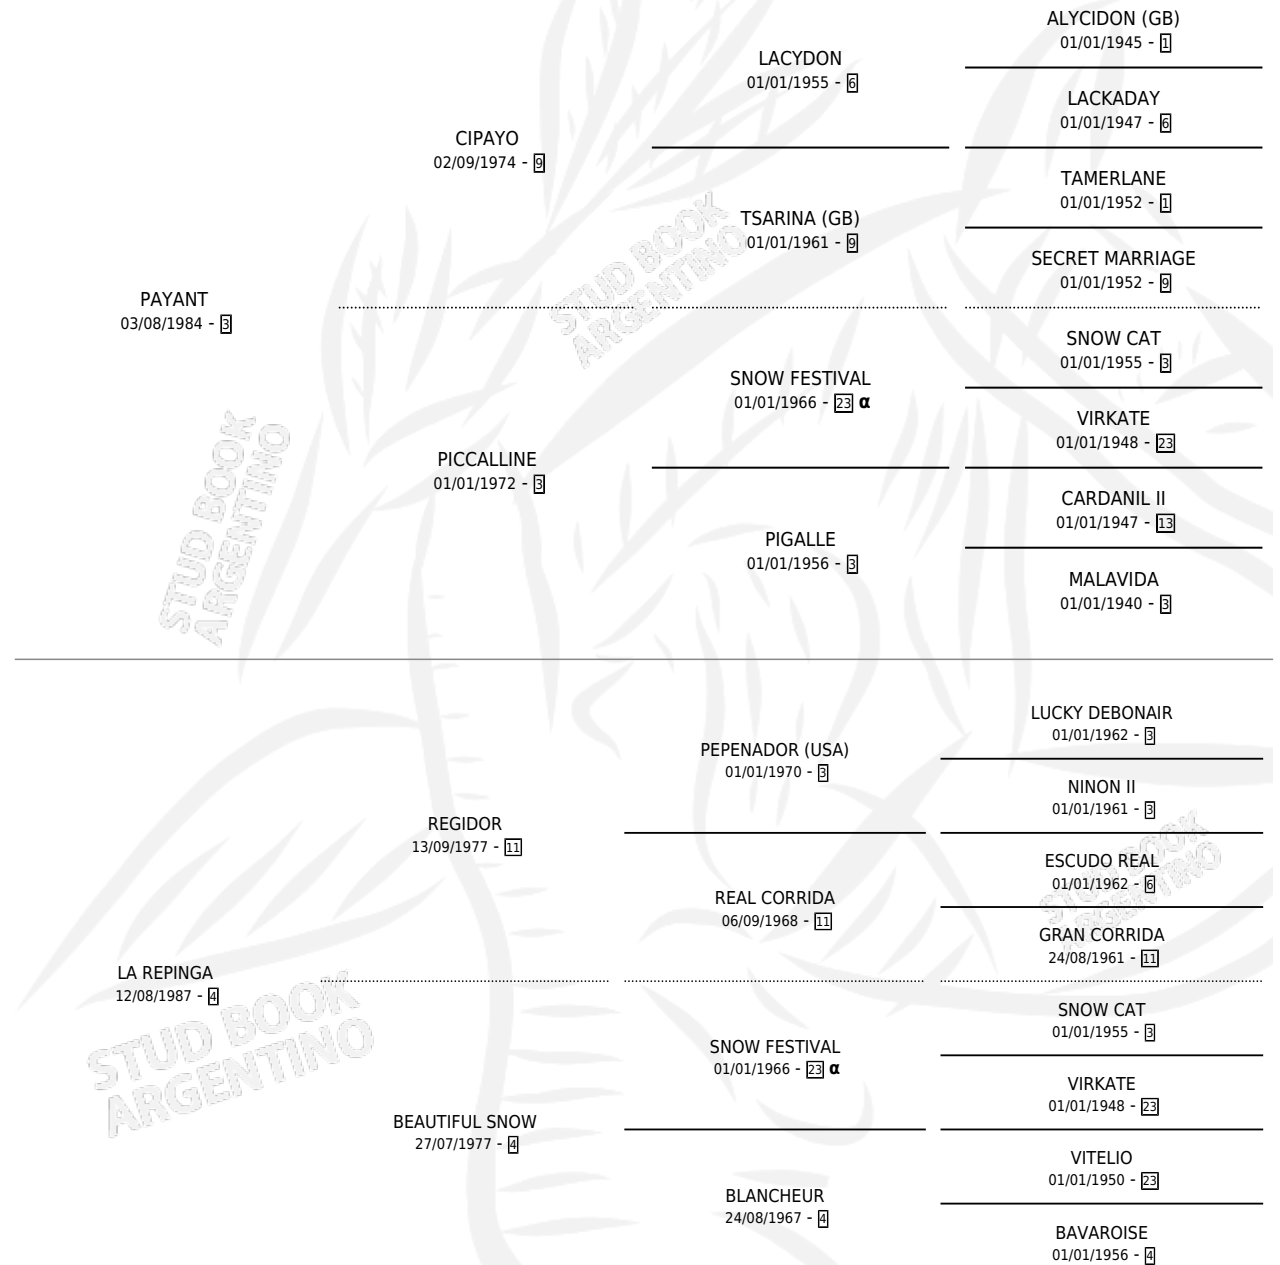 ALYCIDON (GB)
01/01/1945 - 1
LACYDON
01/01/1955 - 6
LACKADAY
01/01/1947 - 6
CIPAYO
02/09/1974 - 9
TAMERLANE
01/01/1952 - 1
TSARINA (GB)
01/01/1961 - 9
SECRET MARRIAGE
01/01/1952 - 9
PAYANT
03/08/1984 - 3
SNOW CAT
01/01/1955 - 3
SNOW FESTIVAL
01/01/1966 - 23 α
VIRKATE
01/01/1948 - 23
PICCALLINE
01/01/1972 - 3
CARDANIL II
01/01/1947 - 13
PIGALLE
01/01/1956 - 3
MALAVIDA
01/01/1940 - 3
STUD BOOK
ARGENTINO
STUD BOOK
ARGENTINO
LUCKY DEBONAIR
01/01/1962 - 3
PEPENADOR (USA)
01/01/1970 - 3
NINON II
01/01/1961 - 3
REGIDOR
13/09/1977 - 11
ESCUDO REAL
01/01/1962 - 6
REAL CORRIDA
06/09/1968 - 11
GRAN CORRIDA
24/08/1961 - 11
LA REPINGA
12/08/1987 - 4
SNOW CAT
01/01/1955 - 3
SNOW FESTIVAL
01/01/1966 - 23 α
VIRKATE
01/01/1948 - 23
BEAUTIFUL SNOW
27/07/1977 - 4
VITELIO
01/01/1950 - 23
BLANCHEUR
24/08/1967 - 4
BAVAROISE
01/01/1956 - 4
STUD BOOK
ARGENTINO
STUD BOOK
ARGENTINO